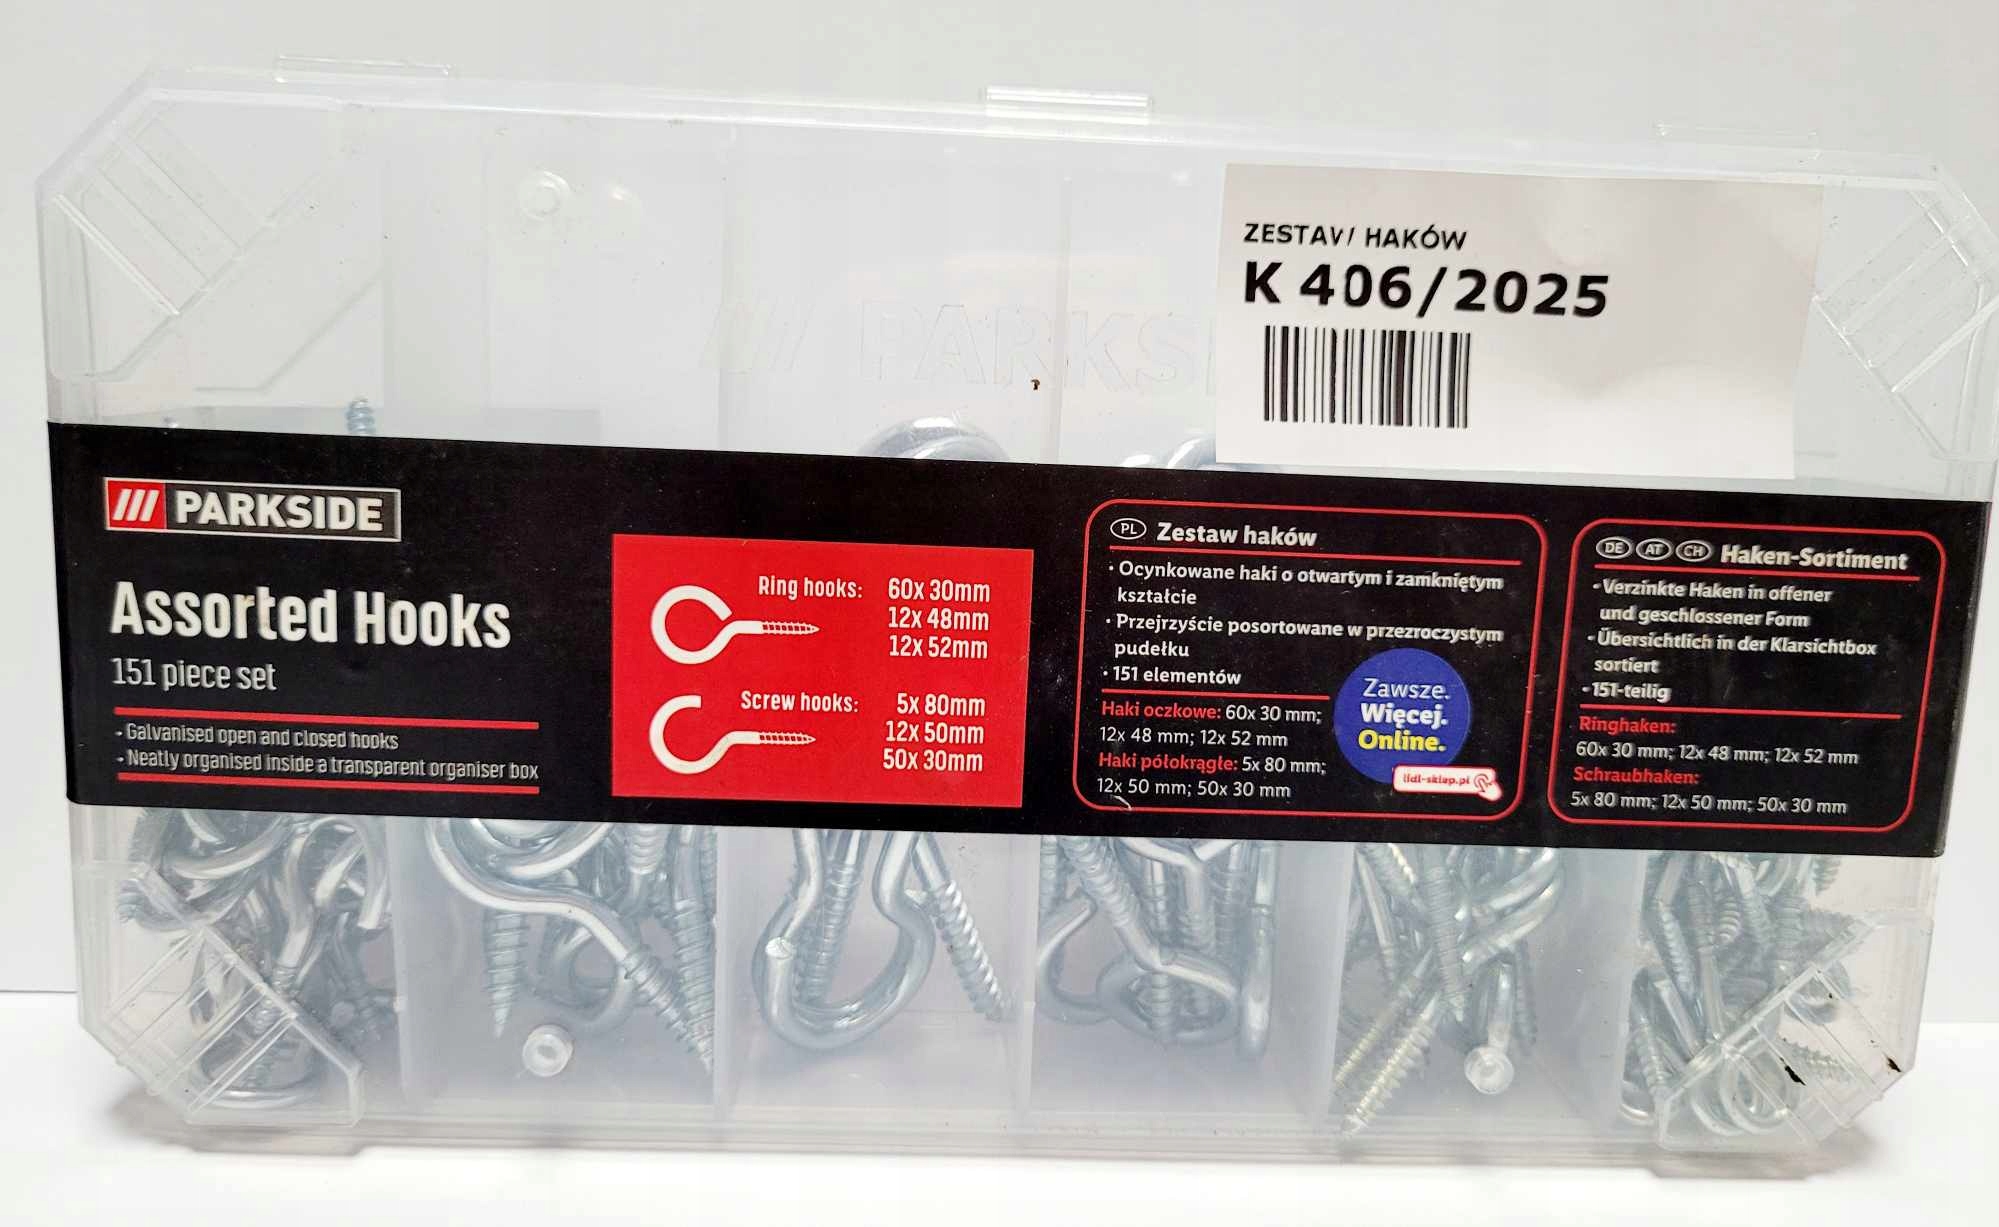 PARKSIDE
ZESTAW HAKÓW
K 406/2025
PARKSIDE
Assorted Hooks
151 piece set
• Galvanised open and closed hooks
• Neatly organised inside a transparent organiser box
Ring hooks: 60x 30mm
12x 48mm
12x 52mm
Screw hooks: 5x 80mm
12x 50mm
50x 30mm
PL Zestaw haków
• Ocynkowane haki o otwartym i zamkniętym
kształcie
• Przejrzyście posortowane w przezroczystym
pudełku
• 151 elementów
Haki oczkowe: 60x 30 mm;
12x 48 mm; 12x 52 mm
Haki półokrągłe: 5x 80 mm;
12x 50 mm; 50x 30 mm
Zawsze.
Więcej.
Online.
lidl-sklep.pl
DE AT CH Haken-Sortiment
• Verzinkte Haken in offener
und geschlossener Form
• Übersichtlich in der Klarsichtbox
sortiert
• 151-teilig
Ringhaken:
60x 30 mm; 12x 48 mm; 12x 52 mm
Schraubhaken:
5x 80 mm; 12x 50 mm; 50x 30 mm